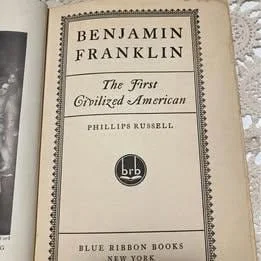 BENJAMIN
FRANKLIN
The First
Civilized American
PHILLIPS RUSSELL
brb
BLUE RIBBON BOOKS
NEW YORK